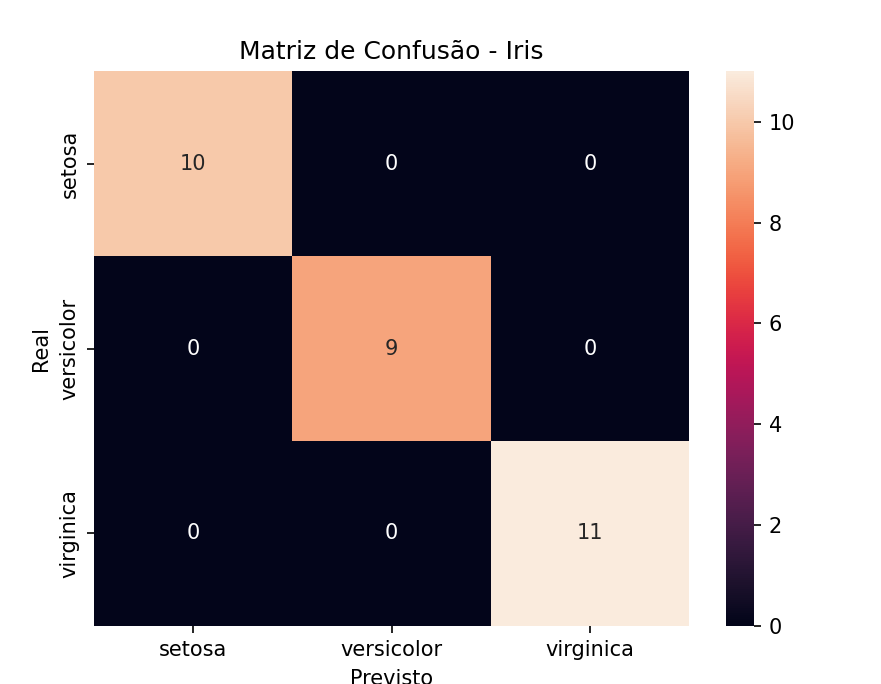 Matriz de Confusão - Iris
Real
setosa
10
0
0
versicolor
0
9
0
virginica
0
0
11
setosa
versicolor
virginica
Previsto
10
8
6
4
2
0